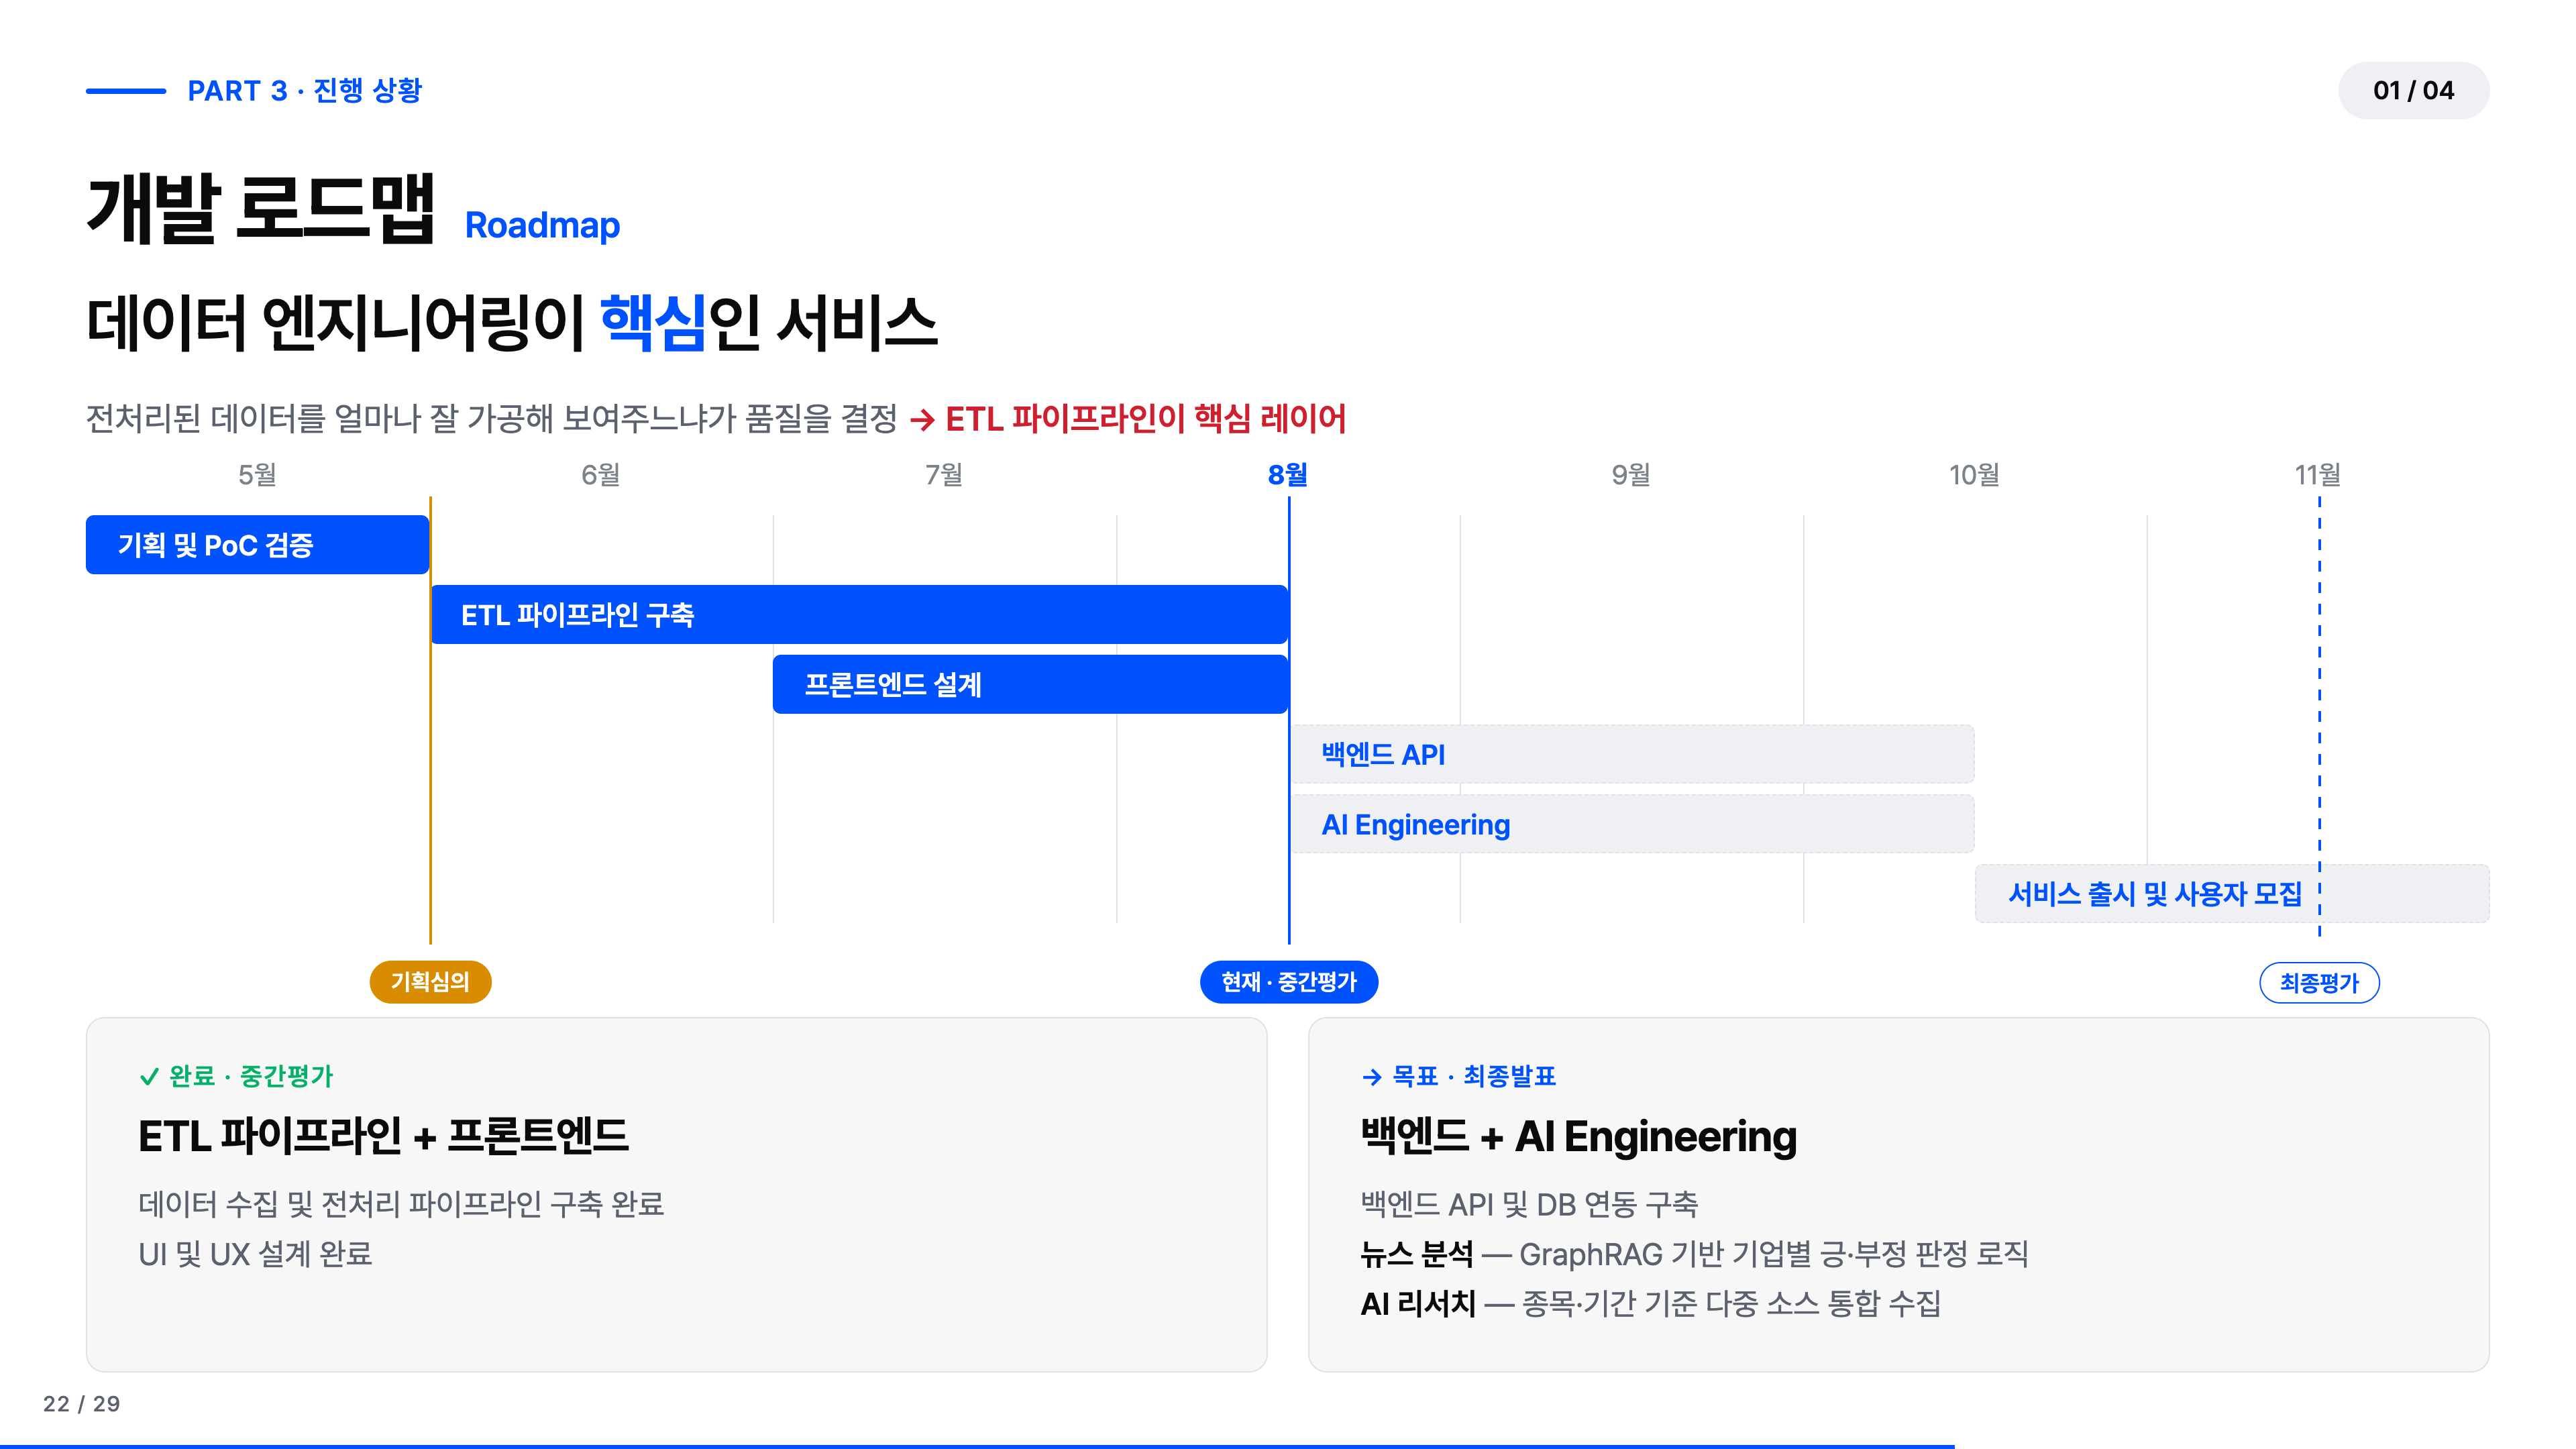 PART 3 · 진행 상황
01 / 04
개발 로드맵 Roadmap
데이터 엔지니어링이 핵심인 서비스
전처리된 데이터를 얼마나 잘 가공해 보여주느냐가 품질을 결정 → ETL 파이프라인이 핵심 레이어
5월 6월 7월 8월 9월 10월 11월
기획 및 PoC 검증
ETL 파이프라인 구축
프론트엔드 설계
백엔드 API
AI Engineering
서비스 출시 및 사용자 모집
기획심의 현재 · 중간평가 최종평가
✓ 완료 · 중간평가
ETL 파이프라인 + 프론트엔드
데이터 수집 및 전처리 파이프라인 구축 완료
UI 및 UX 설계 완료
→ 목표 · 최종발표
백엔드 + AI Engineering
백엔드 API 및 DB 연동 구축
뉴스 분석 — GraphRAG 기반 기업별 긍·부정 판정 로직
AI 리서치 — 종목·기간 기준 다중 소스 통합 수집
22 / 29